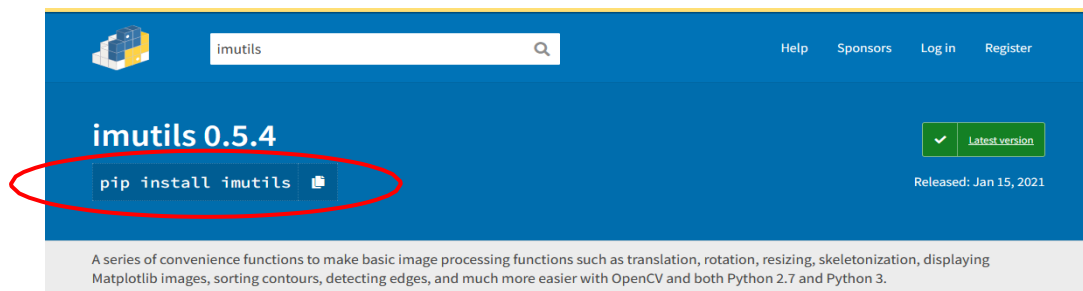 imutils
Help Sponsors Log in Register
imutils 0.5.4
Latest version
pip install imutils
Released: Jan 15, 2021
A series of convenience functions to make basic image processing functions such as translation, rotation, resizing, skeletonization, displaying
Matplotlib images, sorting contours, detecting edges, and much more easier with OpenCV and both Python 2.7 and Python 3.